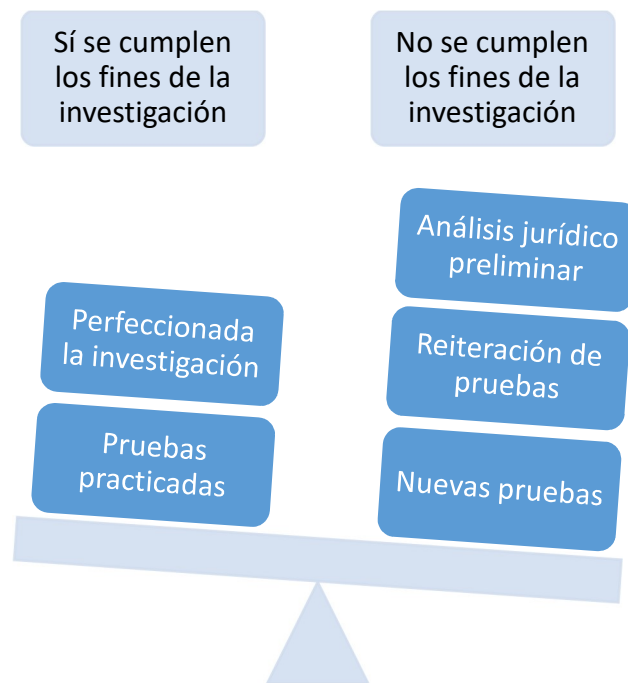 Sí se cumplen
los fines de la
investigación
No se cumplen
los fines de la
investigación
Perfeccionada
la investigación
Pruebas
practicadas
Análisis jurídico
preliminar
Reiteración de
pruebas
Nuevas pruebas